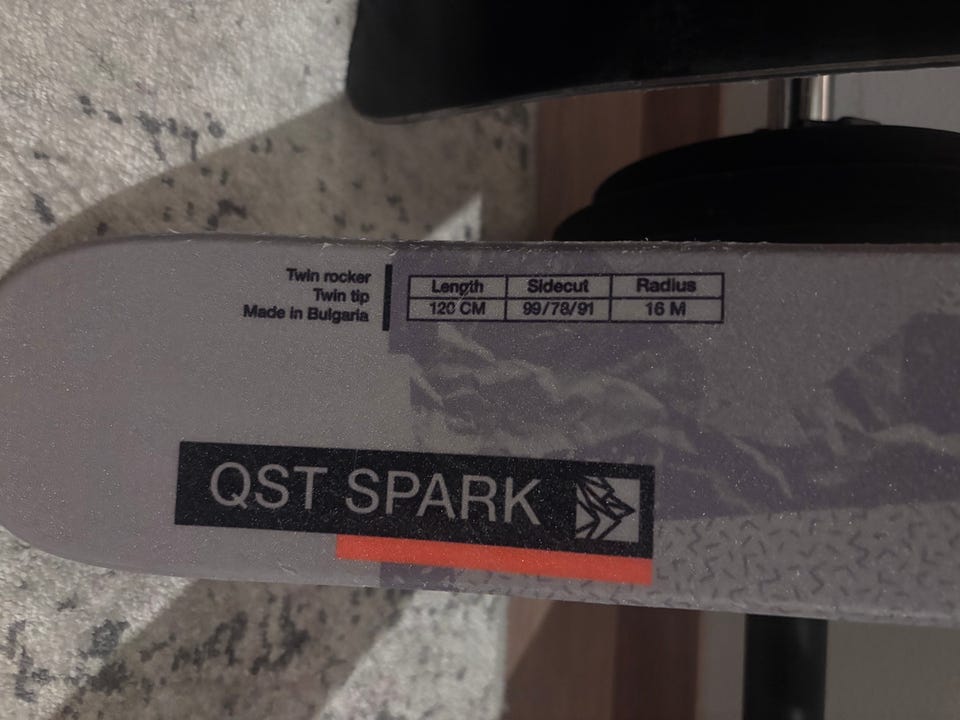 Twin rocker
Twin tip
Made in Bulgaria
Length Sidecut Radius
120 CM 99/78/91 16 M
QST SPARK